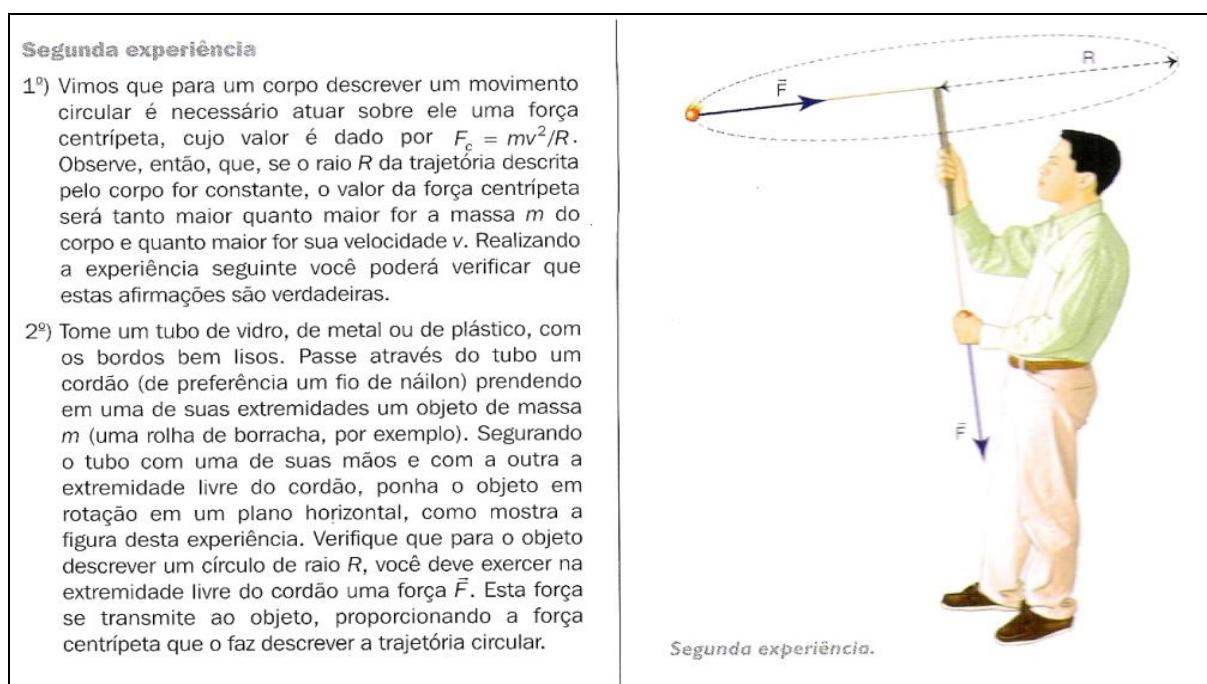 Segunda experiência
1º) Vimos que para um corpo descrever um movimento
circular é necessário atuar sobre ele uma força
centrípeta, cujo valor é dado por F_c = mv²/R.
Observe, então, que, se o raio R da trajetória descrita
pelo corpo for constante, o valor da força centrípeta
será tanto maior quanto maior for a massa m do
corpo e quanto maior for sua velocidade v. Realizando
a experiência seguinte você poderá verificar que
estas afirmações são verdadeiras.
2º) Tome um tubo de vidro, de metal ou de plástico, com
os bordos bem lisos. Passe através do tubo um
cordão (de preferência um fio de náilon) prendendo
em uma de suas extremidades um objeto de massa
m (uma rolha de borracha, por exemplo). Segurando
o tubo com uma de suas mãos e com a outra a
extremidade livre do cordão, ponha o objeto em
rotação em um plano horizontal, como mostra a
figura desta experiência. Verifique que para o objeto
descrever um círculo de raio R, você deve exercer na
extremidade livre do cordão uma força F⃗. Esta força
se transmite ao objeto, proporcionando a força
centrípeta que o faz descrever a trajetória circular.
R
F⃗
F⃗
Segunda experiência.